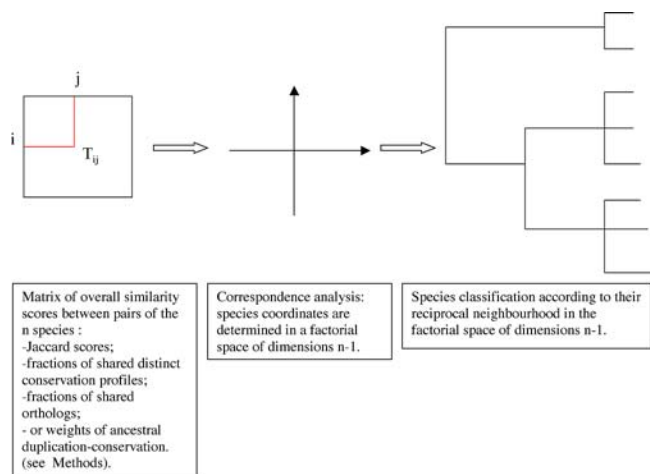 j
i
Tij
Matrix of overall similarity
scores between pairs of the
n species :
-Jaccard scores;
-fractions of shared distinct
conservation profiles;
-fractions of shared
orthologs;
- or weights of ancestral
duplication-conservation.
(see Methods).
Correspondence analysis:
species coordinates are
determined in a factorial
space of dimensions n-1.
Species classification according to their
reciprocal neighbourhood in the
factorial space of dimensions n-1.